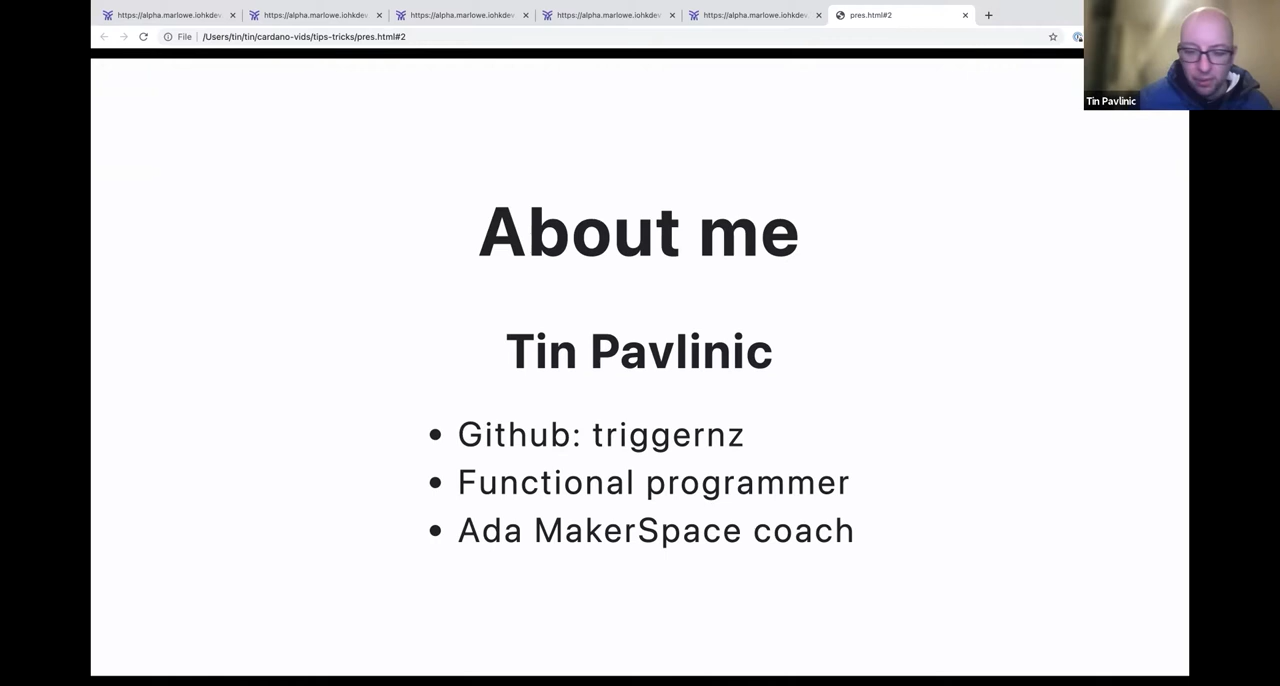 https://alpha.marlowe.iohkdev.
https://alpha.marlowe.iohkdev
https://alpha.marlowe.iohkdev
https://alpha.marlowe.iohkdev
https://alpha.marlowe.iohkdev.
pres.html#2
File
/Users/tin/tin/cardano-vids/tips-tricks/pres.html#2
Tin Pavlinic
About me
Tin Pavlinic
• Github: triggernz
• Functional programmer
• Ada MakerSpace coach